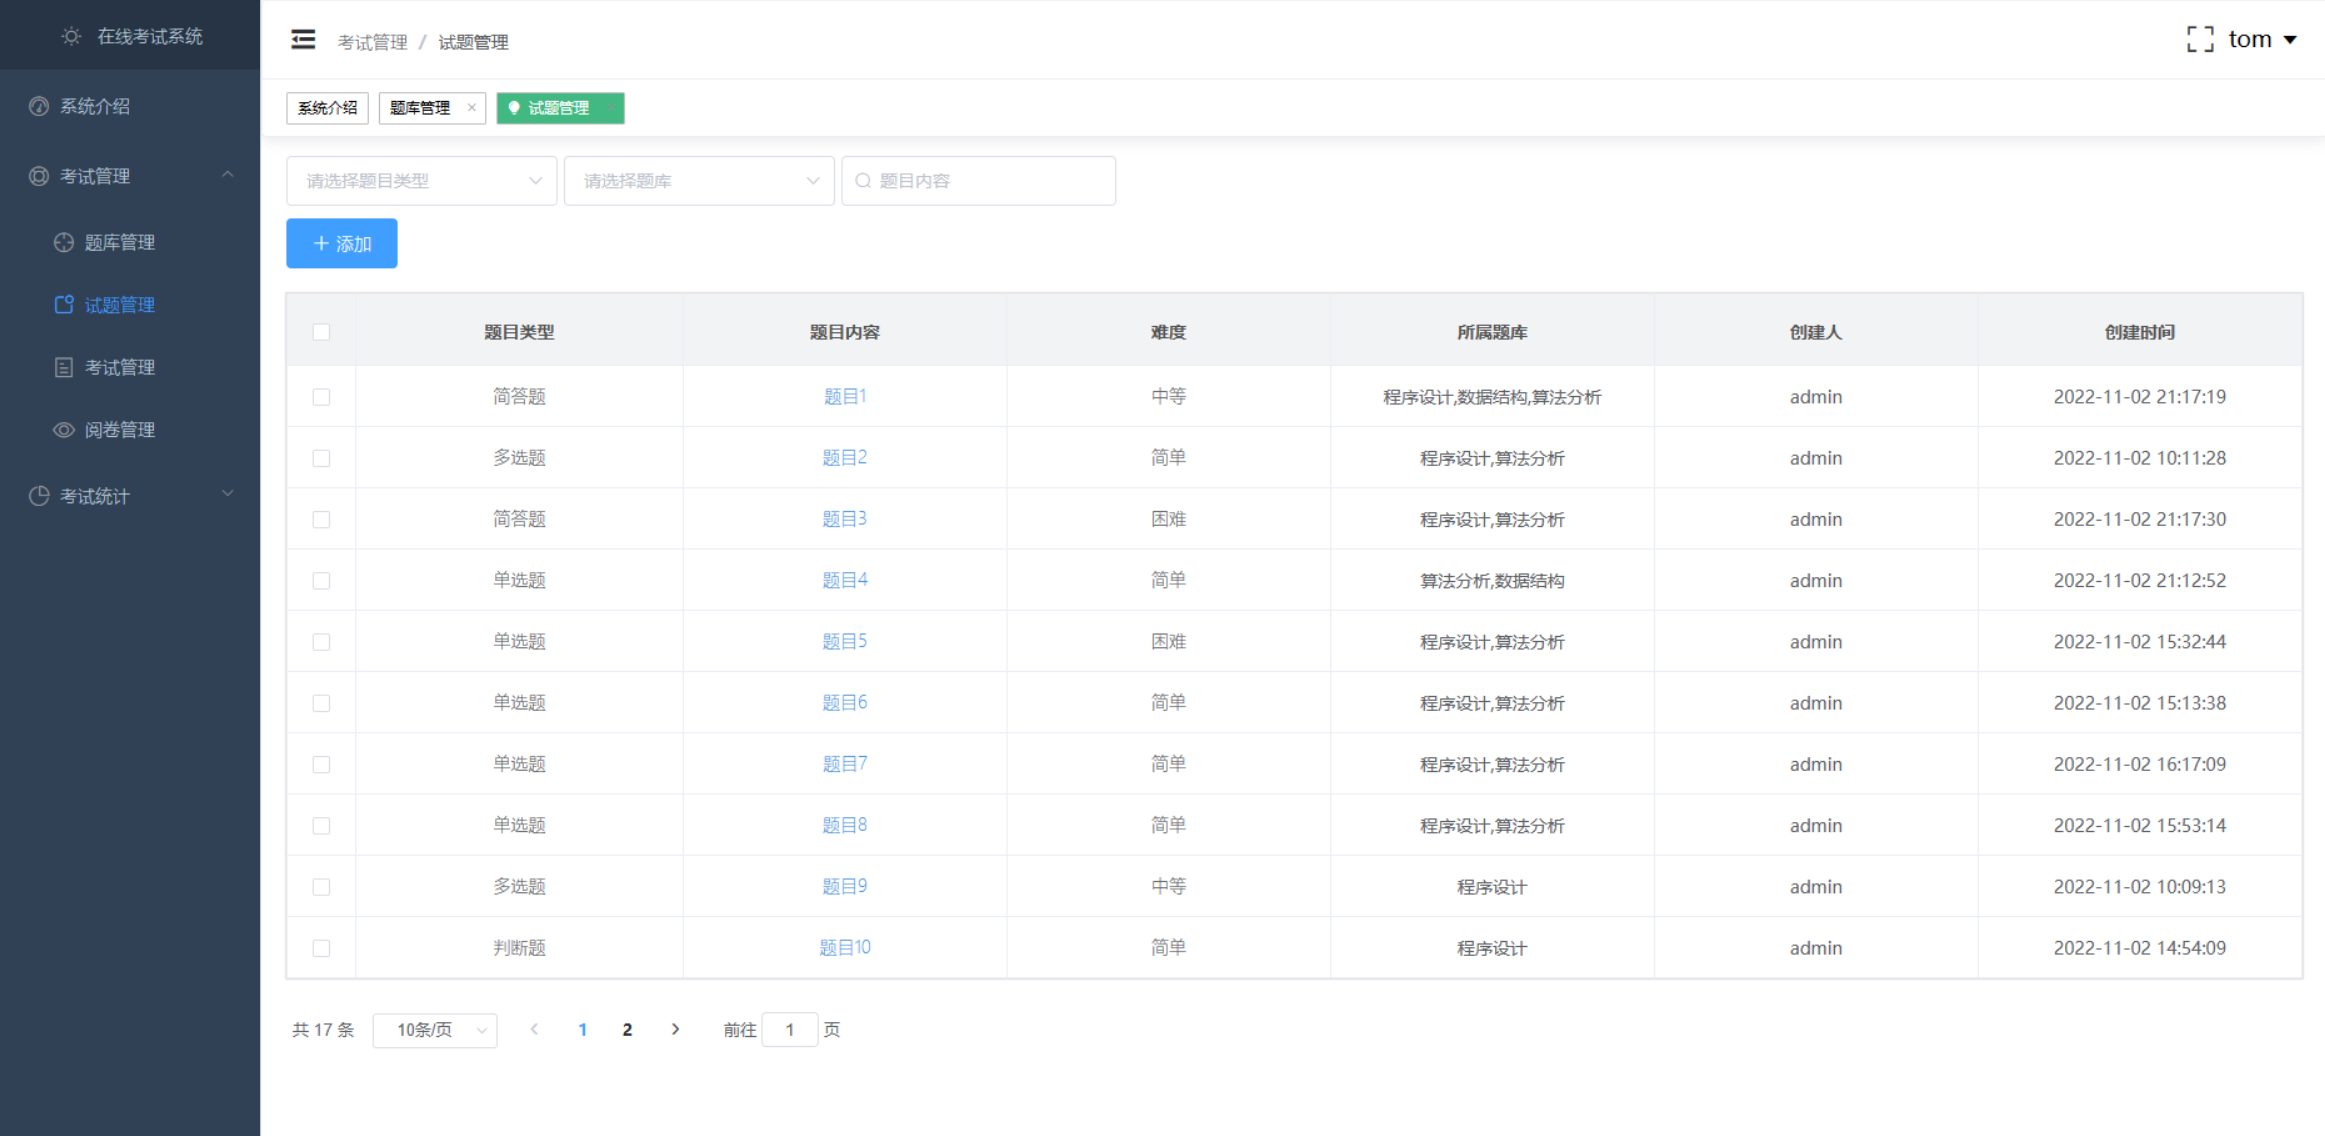 在线考试系统
系统介绍
考试管理
题库管理
试题管理
考试管理
阅卷管理
考试统计
考试管理 / 试题管理
tom
系统介绍 题库管理 × 试题管理 ×
请选择题目类型 请选择题库 题目内容
+ 添加
题目类型 题目内容 难度 所属题库 创建人 创建时间
简答题 题目1 中等 程序设计,数据结构,算法分析 admin 2022-11-02 21:17:19
多选题 题目2 简单 程序设计,算法分析 admin 2022-11-02 10:11:28
简答题 题目3 困难 程序设计,算法分析 admin 2022-11-02 21:17:30
单选题 题目4 简单 算法分析,数据结构 admin 2022-11-02 21:12:52
单选题 题目5 困难 程序设计,算法分析 admin 2022-11-02 15:32:44
单选题 题目6 简单 程序设计,算法分析 admin 2022-11-02 15:13:38
单选题 题目7 简单 程序设计,算法分析 admin 2022-11-02 16:17:09
单选题 题目8 简单 程序设计,算法分析 admin 2022-11-02 15:53:14
多选题 题目9 中等 程序设计 admin 2022-11-02 10:09:13
判断题 题目10 简单 程序设计 admin 2022-11-02 14:54:09
共 17 条 10条/页 < 1 2 > 前往 1 页